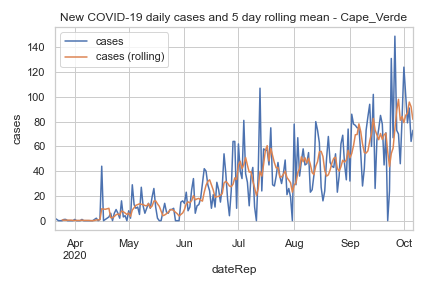 New COVID-19 daily cases and 5 day rolling mean - Cape_Verde
cases
cases (rolling)
140
120
100
80
60
40
20
0
cases
Apr
2020
May
Jun
Jul
Aug
Sep
Oct
dateRep